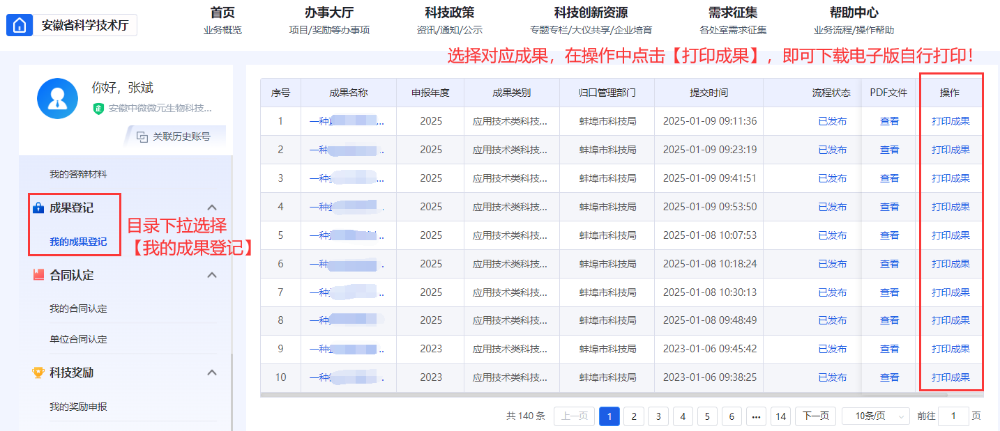 安徽省科学技术厅
首页 办事大厅 科技政策 科技创新资源 需求征集 帮助中心
业务概览 项目/奖励等办事项 资讯/通知/公示 专题专栏/大仪共享/企业培育 各处室需求征集 业务流程/操作帮助
选择对应成果，在操作中点击【打印成果】，即可下载电子版自行打印！
你好，张斌
企 安徽中微微元生物科技...
关联历史账号
我的答辩材料
成果登记
我的成果登记
目录下拉选择
【我的成果登记】
合同认定
我的合同认定
单位合同认定
科技奖励
我的奖励申报
序号 成果名称 申报年度 成果类别 归口管理部门 提交时间 流程状态 PDF文件 操作
1 一种... 2025 应用技术类科技... 蚌埠市科技局 2025-01-09 09:11:36 已发布 查看 打印成果
2 一种.. 2025 应用技术类科技... 蚌埠市科技局 2025-01-09 09:23:19 已发布 查看 打印成果
3 一种... 2025 应用技术类科技... 蚌埠市科技局 2025-01-09 09:41:51 已发布 查看 打印成果
4 一种. 2025 应用技术类科技... 蚌埠市科技局 2025-01-09 09:53:50 已发布 查看 打印成果
5 一种.. 2025 应用技术类科技... 蚌埠市科技局 2025-01-08 10:07:53 已发布 查看 打印成果
6 一种. 2025 应用技术类科技... 蚌埠市科技局 2025-01-08 10:18:24 已发布 查看 打印成果
7 一种.. 2025 应用技术类科技... 蚌埠市科技局 2025-01-08 10:30:13 已发布 查看 打印成果
8 一种 2025 应用技术类科技... 蚌埠市科技局 2025-01-08 09:48:49 已发布 查看 打印成果
9 一种.. 2023 应用技术类科技... 蚌埠市科技局 2023-01-06 09:45:42 已发布 查看 打印成果
10 一种. 2023 应用技术类科技... 蚌埠市科技局 2023-01-06 09:38:25 已发布 查看 打印成果
共 140 条 上一页 1 2 3 4 5 6 ... 14 下一页 10条/页 前往 1 页